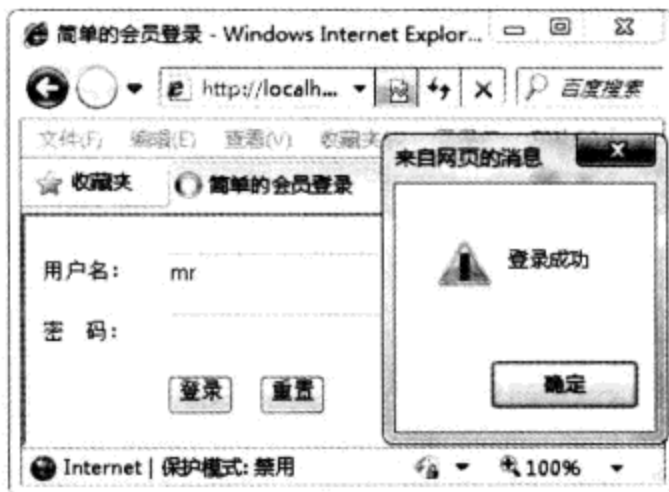 简单的会员登录 - Windows Internet Explor...
http://localh... 百度搜索
文件(F) 编辑(E) 查看(V) 收藏夹
收藏夹 简单的会员登录
来自网页的消息
登录成功
确定
用户名: mr
密 码:
登录 重置
Internet | 保护模式: 禁用 100%